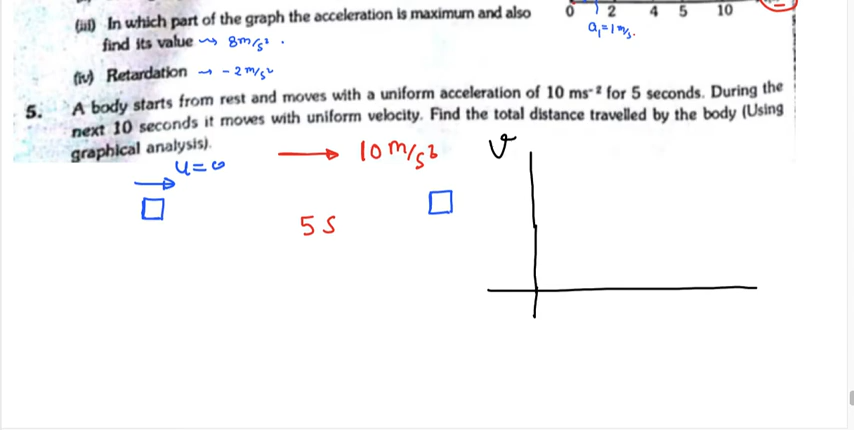 (iii) In which part of the graph the acceleration is maximum and also
find its value → 8m/s² .
0 1 2 4 5 10
a₁=1m/s.
(iv) Retardation → -2m/s²
5. A body starts from rest and moves with a uniform acceleration of 10 ms⁻² for 5 seconds. During the
next 10 seconds it moves with uniform velocity. Find the total distance travelled by the body (Using
graphical analysis).
u=0
→ 10m/s²
v
5 s